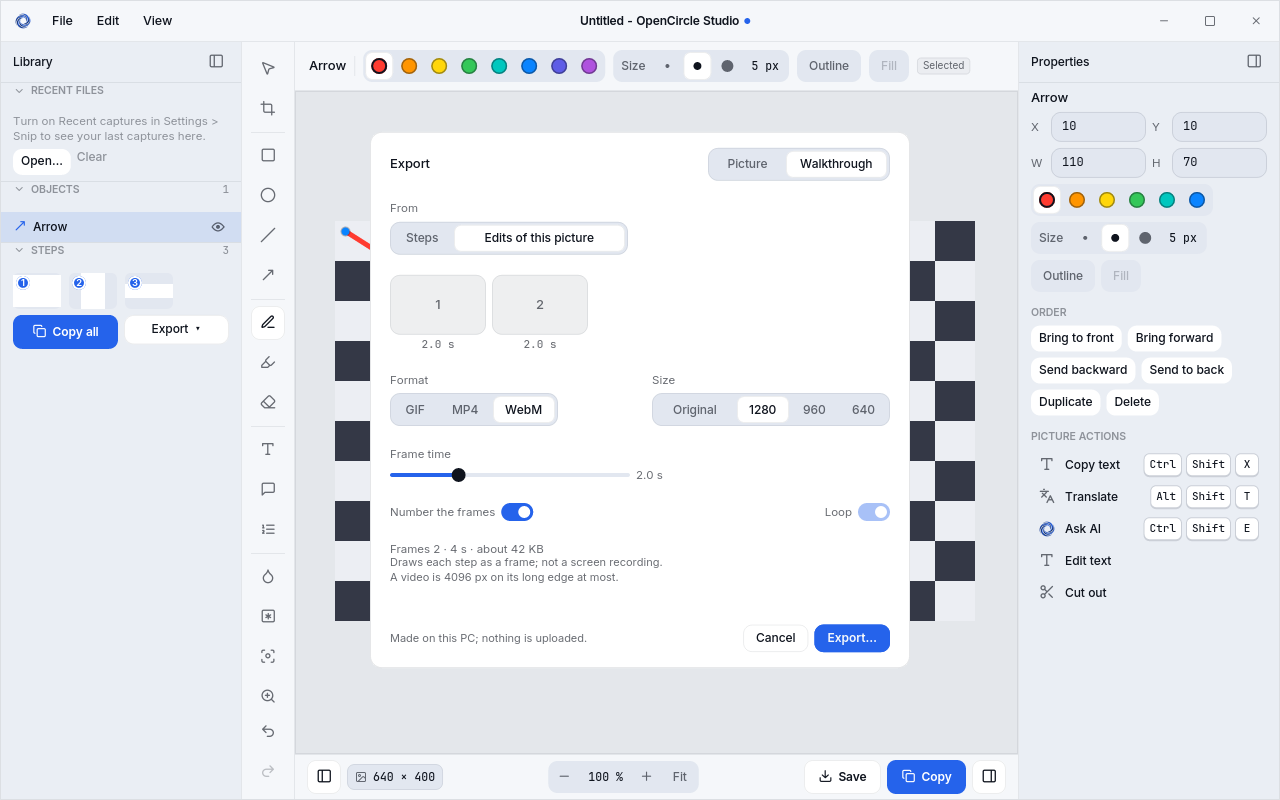 File Edit View
Untitled - OpenCircle Studio
Library
RECENT FILES
Turn on Recent captures in Settings >
Snip to see your last captures here.
Open... Clear
OBJECTS 1
Arrow
STEPS 3
1 2 3
Copy all Export
Arrow Size 5 px Outline Fill Selected
Export Picture Walkthrough
From
Steps Edits of this picture
1 2
2.0 s 2.0 s
Format Size
GIF MP4 WebM Original 1280 960 640
Frame time
2.0 s
Number the frames Loop
Frames 2 · 4 s · about 42 KB
Draws each step as a frame; not a screen recording.
A video is 4096 px on its long edge at most.
Made on this PC; nothing is uploaded. Cancel Export...
640 × 400 − 100 % + Fit Save Copy
Properties
Arrow
X 10 Y 10
W 110 H 70
Size 5 px
Outline Fill
ORDER
Bring to front Bring forward
Send backward Send to back
Duplicate Delete
PICTURE ACTIONS
Copy text Ctrl Shift X
Translate Alt Shift T
Ask AI Ctrl Shift E
Edit text
Cut out